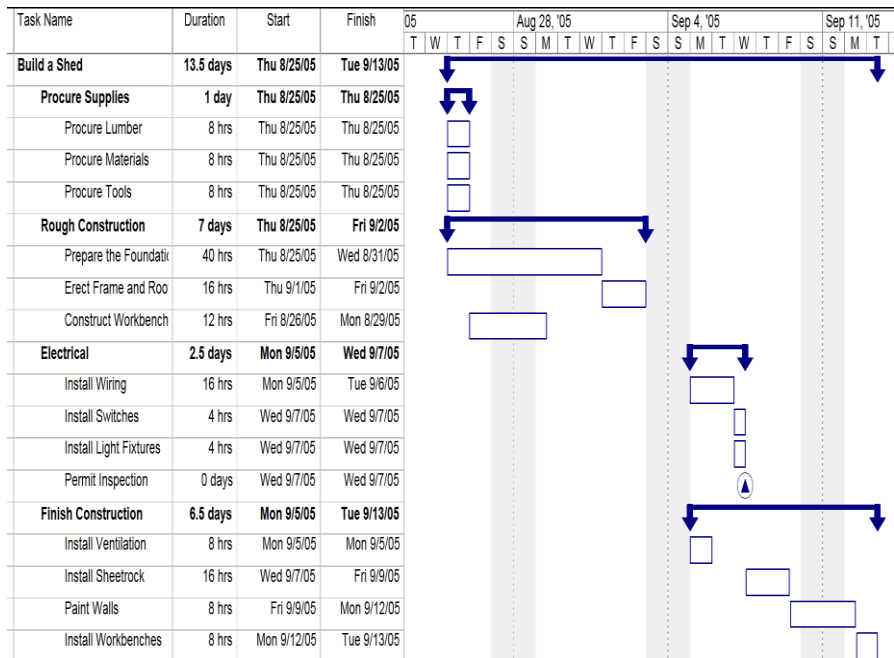 Task Name Duration Start Finish 05 Aug 28, '05 Sep 4, '05 Sep 11, '05
T W T F S S M T W T F S S M T W T F S S M T
Build a Shed 13.5 days Thu 8/25/05 Tue 9/13/05
Procure Supplies 1 day Thu 8/25/05 Thu 8/25/05
Procure Lumber 8 hrs Thu 8/25/05 Thu 8/25/05
Procure Materials 8 hrs Thu 8/25/05 Thu 8/25/05
Procure Tools 8 hrs Thu 8/25/05 Thu 8/25/05
Rough Construction 7 days Thu 8/25/05 Fri 9/2/05
Prepare the Foundatic 40 hrs Thu 8/25/05 Wed 8/31/05
Erect Frame and Roo 16 hrs Thu 9/1/05 Fri 9/2/05
Construct Workbench 12 hrs Fri 8/26/05 Mon 8/29/05
Electrical 2.5 days Mon 9/5/05 Wed 9/7/05
Install Wiring 16 hrs Mon 9/5/05 Tue 9/6/05
Install Switches 4 hrs Wed 9/7/05 Wed 9/7/05
Install Light Fixtures 4 hrs Wed 9/7/05 Wed 9/7/05
Permit Inspection 0 days Wed 9/7/05 Wed 9/7/05
Finish Construction 6.5 days Mon 9/5/05 Tue 9/13/05
Install Ventilation 8 hrs Mon 9/5/05 Mon 9/5/05
Install Sheetrock 16 hrs Wed 9/7/05 Fri 9/9/05
Paint Walls 8 hrs Fri 9/9/05 Mon 9/12/05
Install Workbenches 8 hrs Mon 9/12/05 Tue 9/13/05